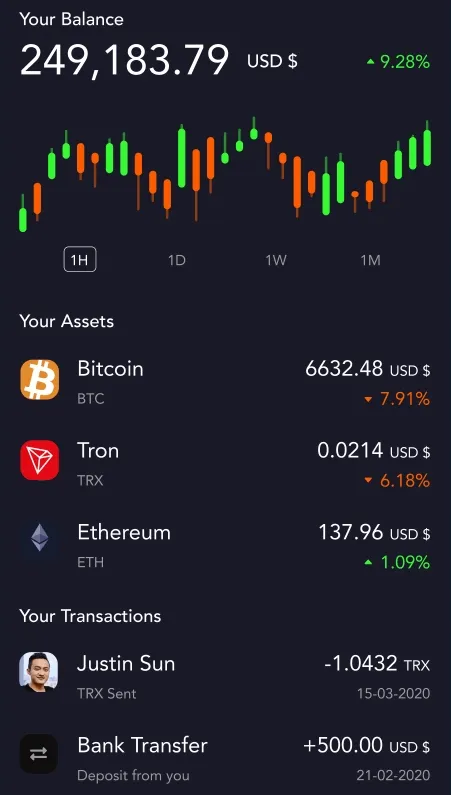 Your Balance
249,183.79 USD $ 9.28%
1H 1D 1W 1M
Your Assets
Bitcoin 6632.48 USD $
BTC 7.91%
Tron 0.0214 USD $
TRX 6.18%
Ethereum 137.96 USD $
ETH 1.09%
Your Transactions
Justin Sun -1.0432 TRX
TRX Sent 15-03-2020
Bank Transfer +500.00 USD $
Deposit from you 21-02-2020